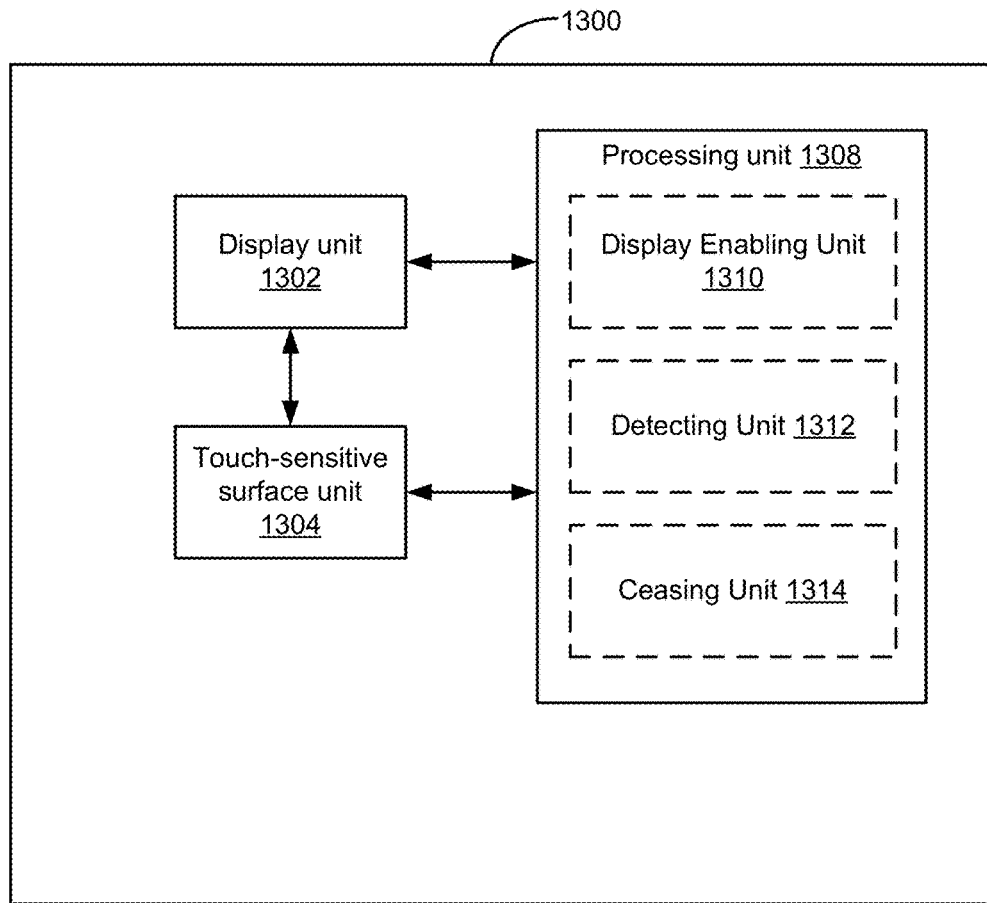 1300
Processing unit 1308
Display unit
1302
Display Enabling Unit
1310
Detecting Unit 1312
Touch-sensitive
surface unit
1304
Ceasing Unit 1314